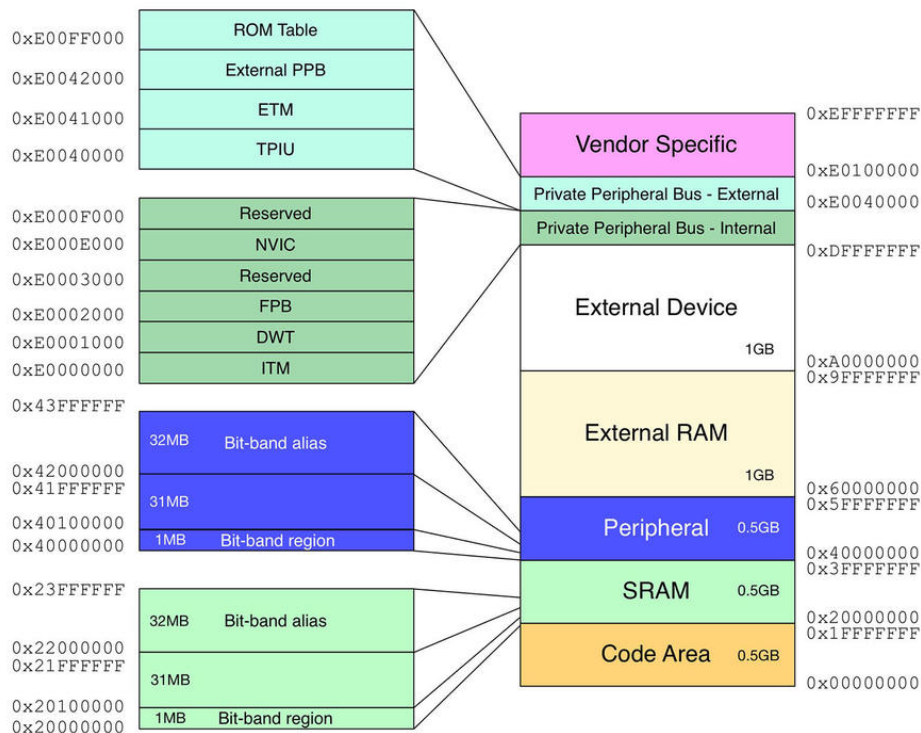 0xE00FF000
ROM Table
0xE0042000
External PPB
0xE0041000
ETM
0xE0040000
TPIU
0xE000F000
Reserved
0xE000E000
NVIC
0xE0003000
Reserved
0xE0002000
FPB
0xE0001000
DWT
0xE0000000
ITM
0x43FFFFFF
32MB Bit-band alias
0x42000000
0x41FFFFFF
31MB
0x40100000
1MB Bit-band region
0x40000000
0x23FFFFFF
32MB Bit-band alias
0x22000000
0x21FFFFFF
31MB
0x20100000
1MB Bit-band region
0x20000000
0xEFFFFFFF
Vendor Specific
0xE0100000
Private Peripheral Bus - External
0xE0040000
Private Peripheral Bus - Internal
0xDFFFFFFF
External Device
1GB
0xA0000000
0x9FFFFFFF
External RAM
1GB
0x60000000
0x5FFFFFFF
Peripheral 0.5GB
0x40000000
0x3FFFFFFF
SRAM 0.5GB
0x20000000
0x1FFFFFFF
Code Area 0.5GB
0x00000000